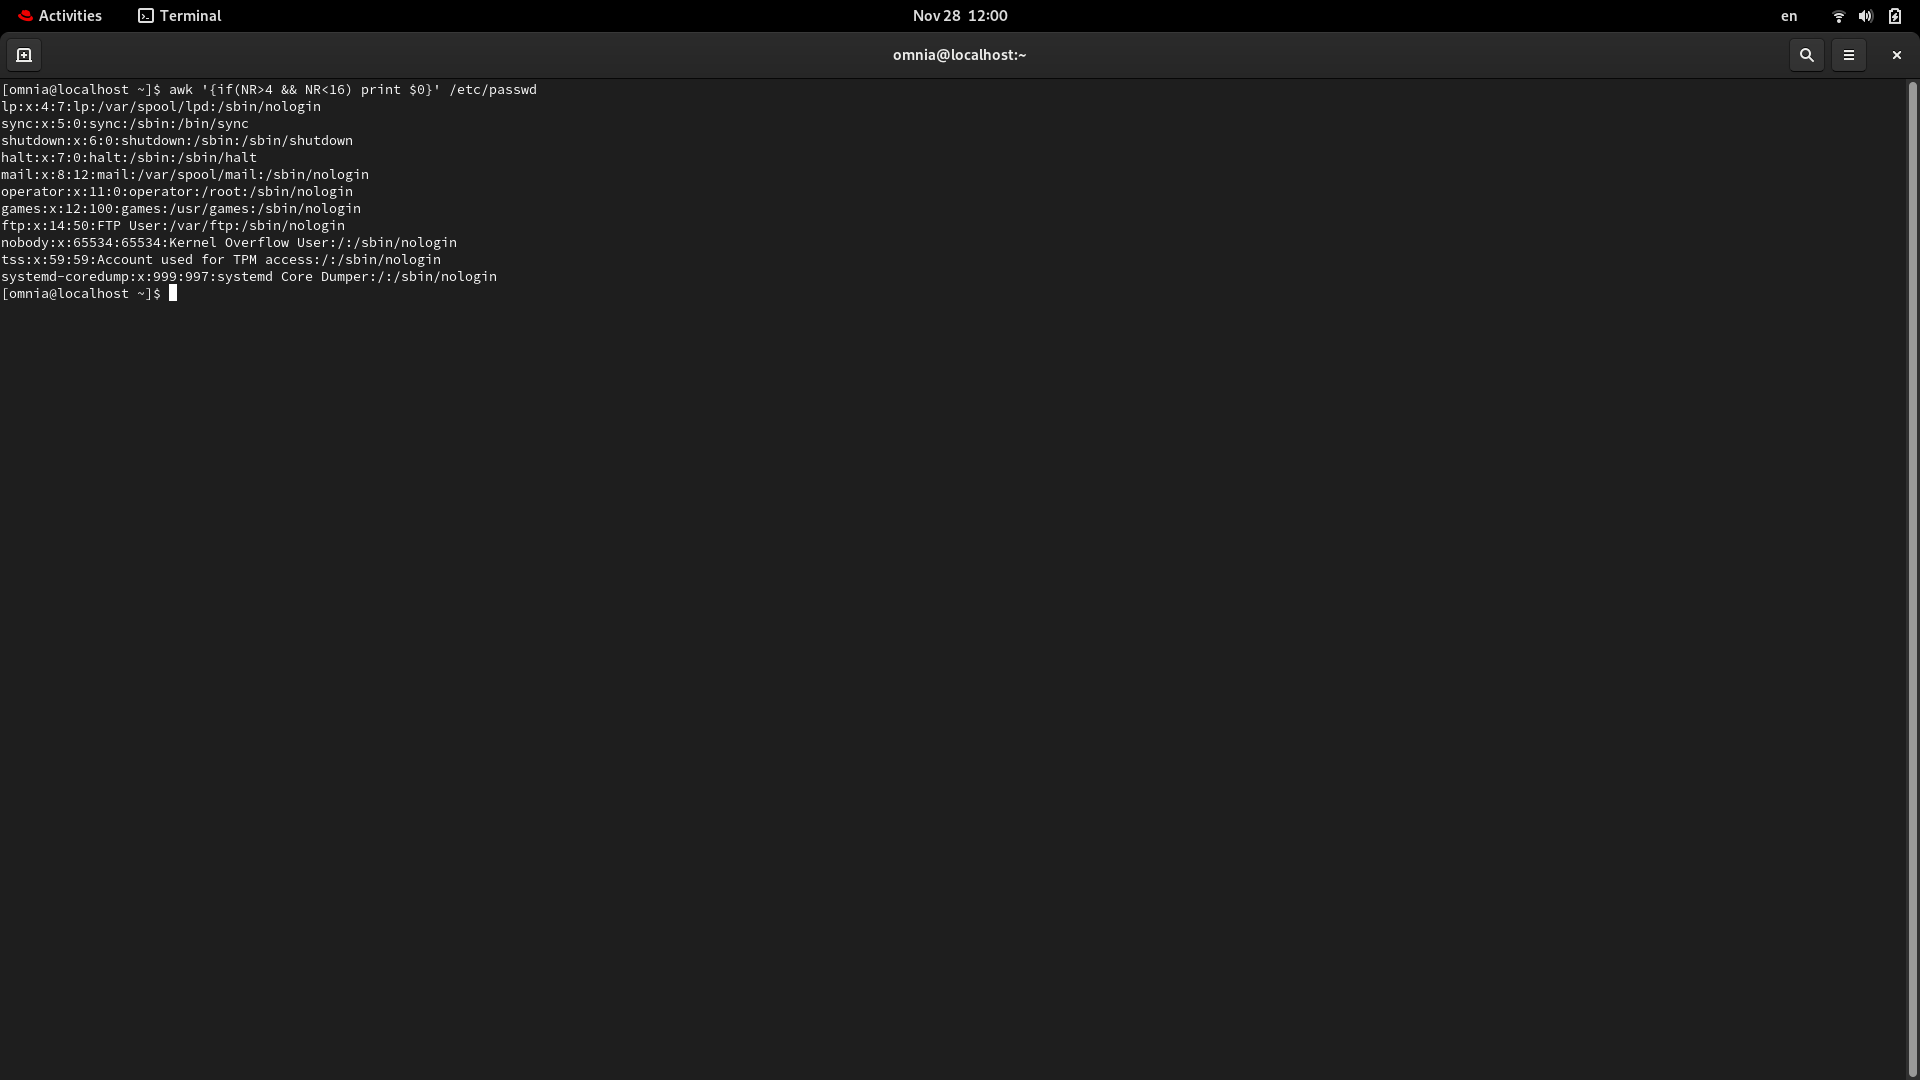 Activities Terminal Nov 28 12:00 en
omnia@localhost:~
[omnia@localhost ~]$ awk '{if(NR>4 && NR<16) print $0}' /etc/passwd
lp:x:4:7:lp:/var/spool/lpd:/sbin/nologin
sync:x:5:0:sync:/sbin:/bin/sync
shutdown:x:6:0:shutdown:/sbin:/sbin/shutdown
halt:x:7:0:halt:/sbin:/sbin/halt
mail:x:8:12:mail:/var/spool/mail:/sbin/nologin
operator:x:11:0:operator:/root:/sbin/nologin
games:x:12:100:games:/usr/games:/sbin/nologin
ftp:x:14:50:FTP User:/var/ftp:/sbin/nologin
nobody:x:65534:65534:Kernel Overflow User:/:/sbin/nologin
tss:x:59:59:Account used for TPM access:/:/sbin/nologin
systemd-coredump:x:999:997:systemd Core Dumper:/:/sbin/nologin
[omnia@localhost ~]$